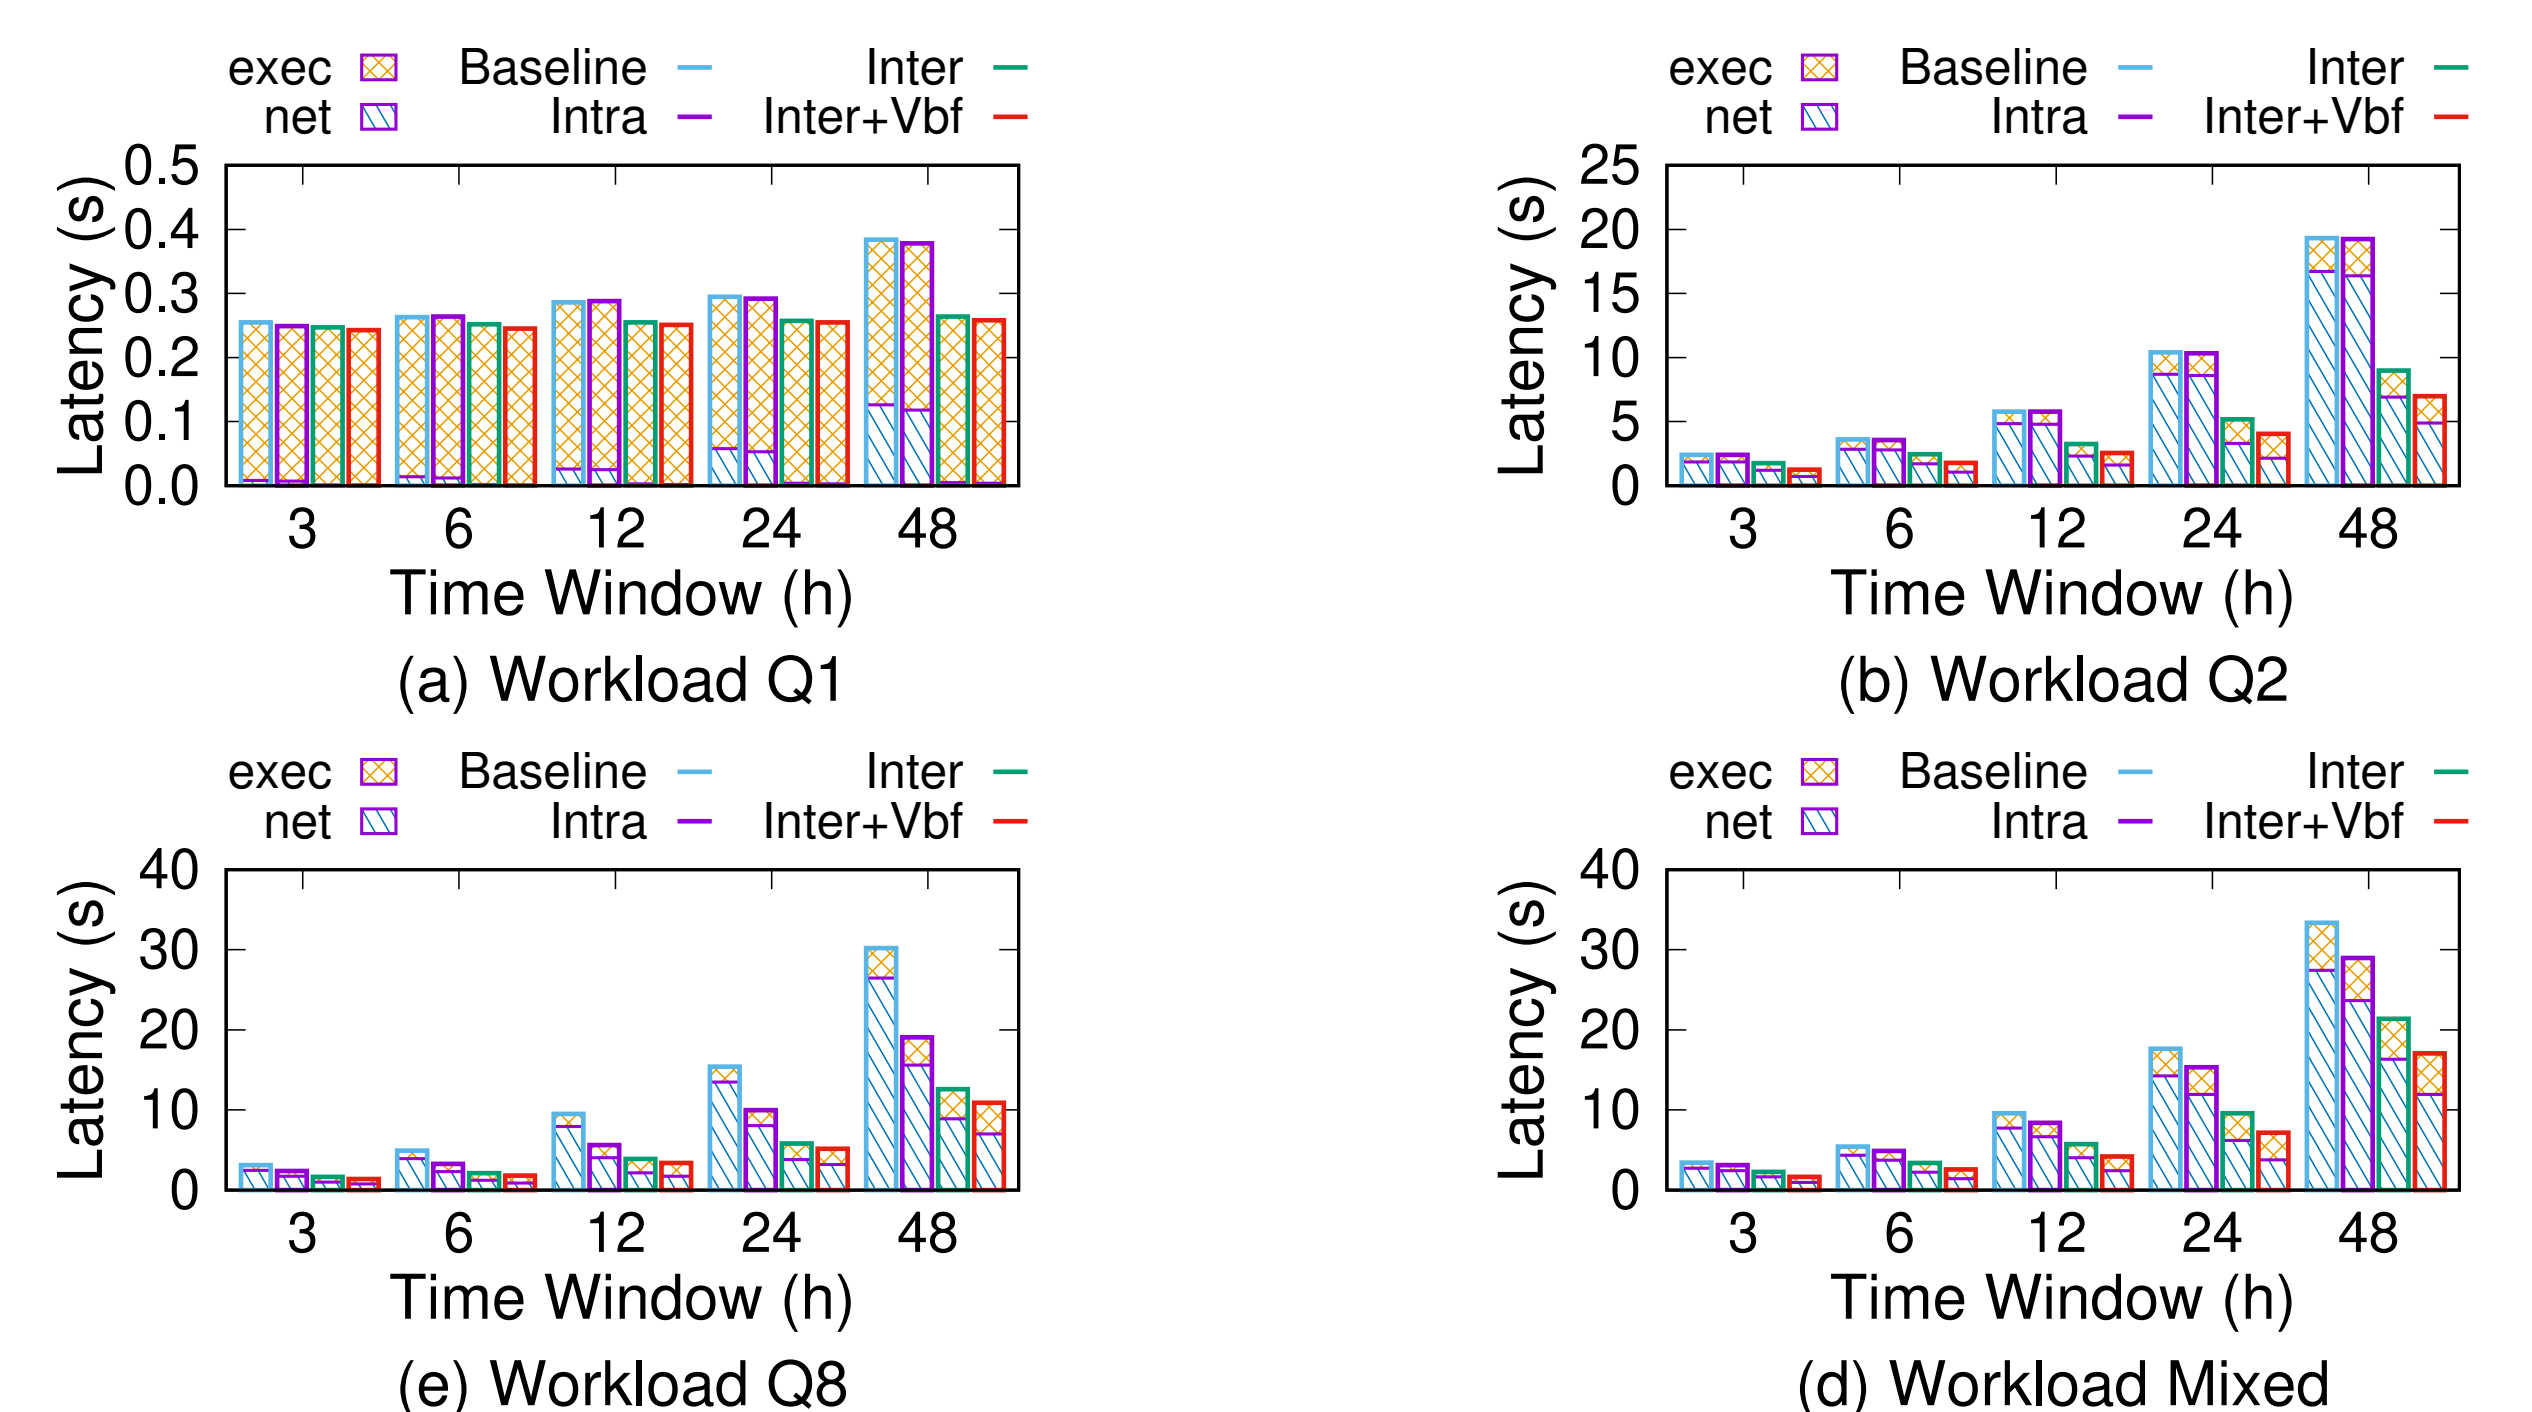 exec Baseline Inter
net Intra Inter+Vbf
Latency (s)
0.5
0.4
0.3
0.2
0.1
0.0
3 6 12 24 48
Time Window (h)
(a) Workload Q1
exec Baseline Inter
net Intra Inter+Vbf
Latency (s)
25
20
15
10
5
0
3 6 12 24 48
Time Window (h)
(b) Workload Q2
exec Baseline Inter
net Intra Inter+Vbf
Latency (s)
40
30
20
10
0
3 6 12 24 48
Time Window (h)
(e) Workload Q8
exec Baseline Inter
net Intra Inter+Vbf
Latency (s)
40
30
20
10
0
3 6 12 24 48
Time Window (h)
(d) Workload Mixed